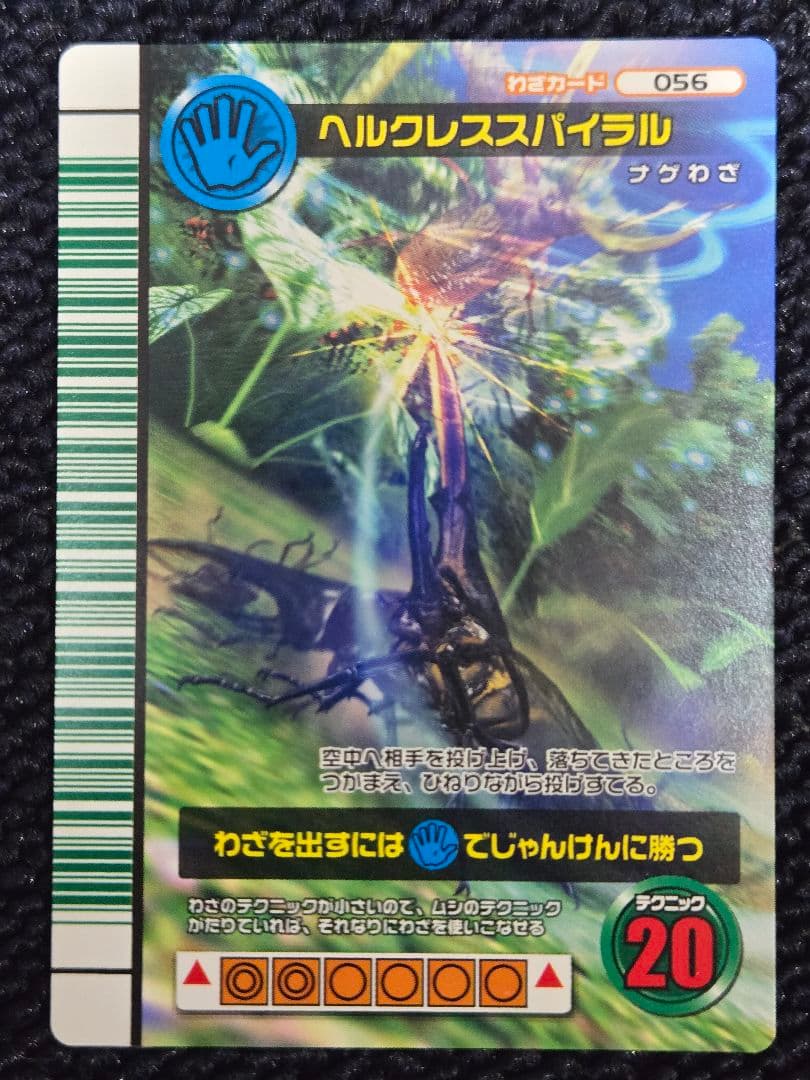 わざカード 056
ヘルクレススパイラル
ナゲわざ
空中へ相手を投げ上げ、落ちてきたところを
つかまえ、ひねりながら投げすてる。
わざを出すには でじゃんけんに勝つ
わざのテクニックが小さいので、ムシのテクニック
がたりていれば、それなりにわざを使いこなせる
テクニック
20